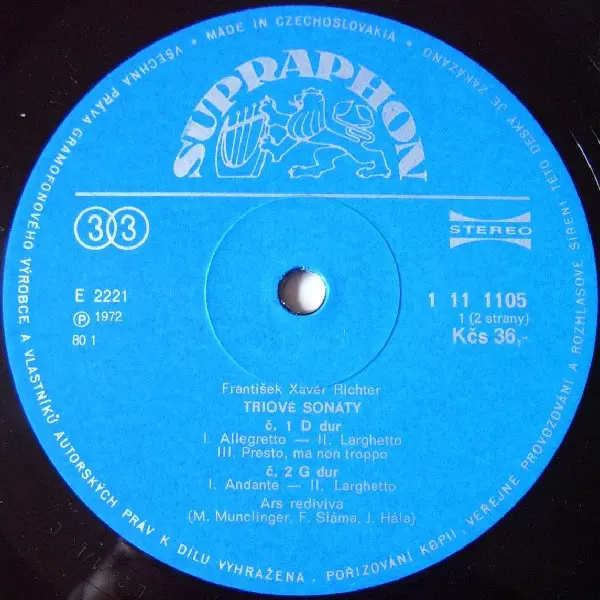 VŠECHNA PRÁVA GRAMOFONOVÉHO VÝROBCE A VLASTNÍKŮ AUTORSKÝCH PRÁV K DÍLU VYHRAŽENA. POŘIZOVÁNÍ KOPIÍ, VEŘEJNÉ PROVOZOVÁNÍ A ROZHLASOVÉ ŠÍŘENÍ TÉTO DESKY JE ZAKÁZÁNO
• MADE IN CZECHOSLOVAKIA •
SUPRAPHON
33
STEREO
E 2221
℗ 1972
80 1
1 11 1105
1 (2 strany)
Kčs 36,-
František Xaver Richter
TRIOVÉ SONÁTY
č. 1 D dur
I. Allegretto — II. Larghetto
III. Presto, ma non troppo
č. 2 G dur
I. Andante — II. Larghetto
Ars rediviva
(M. Munclinger, F. Sláma, J. Hála)